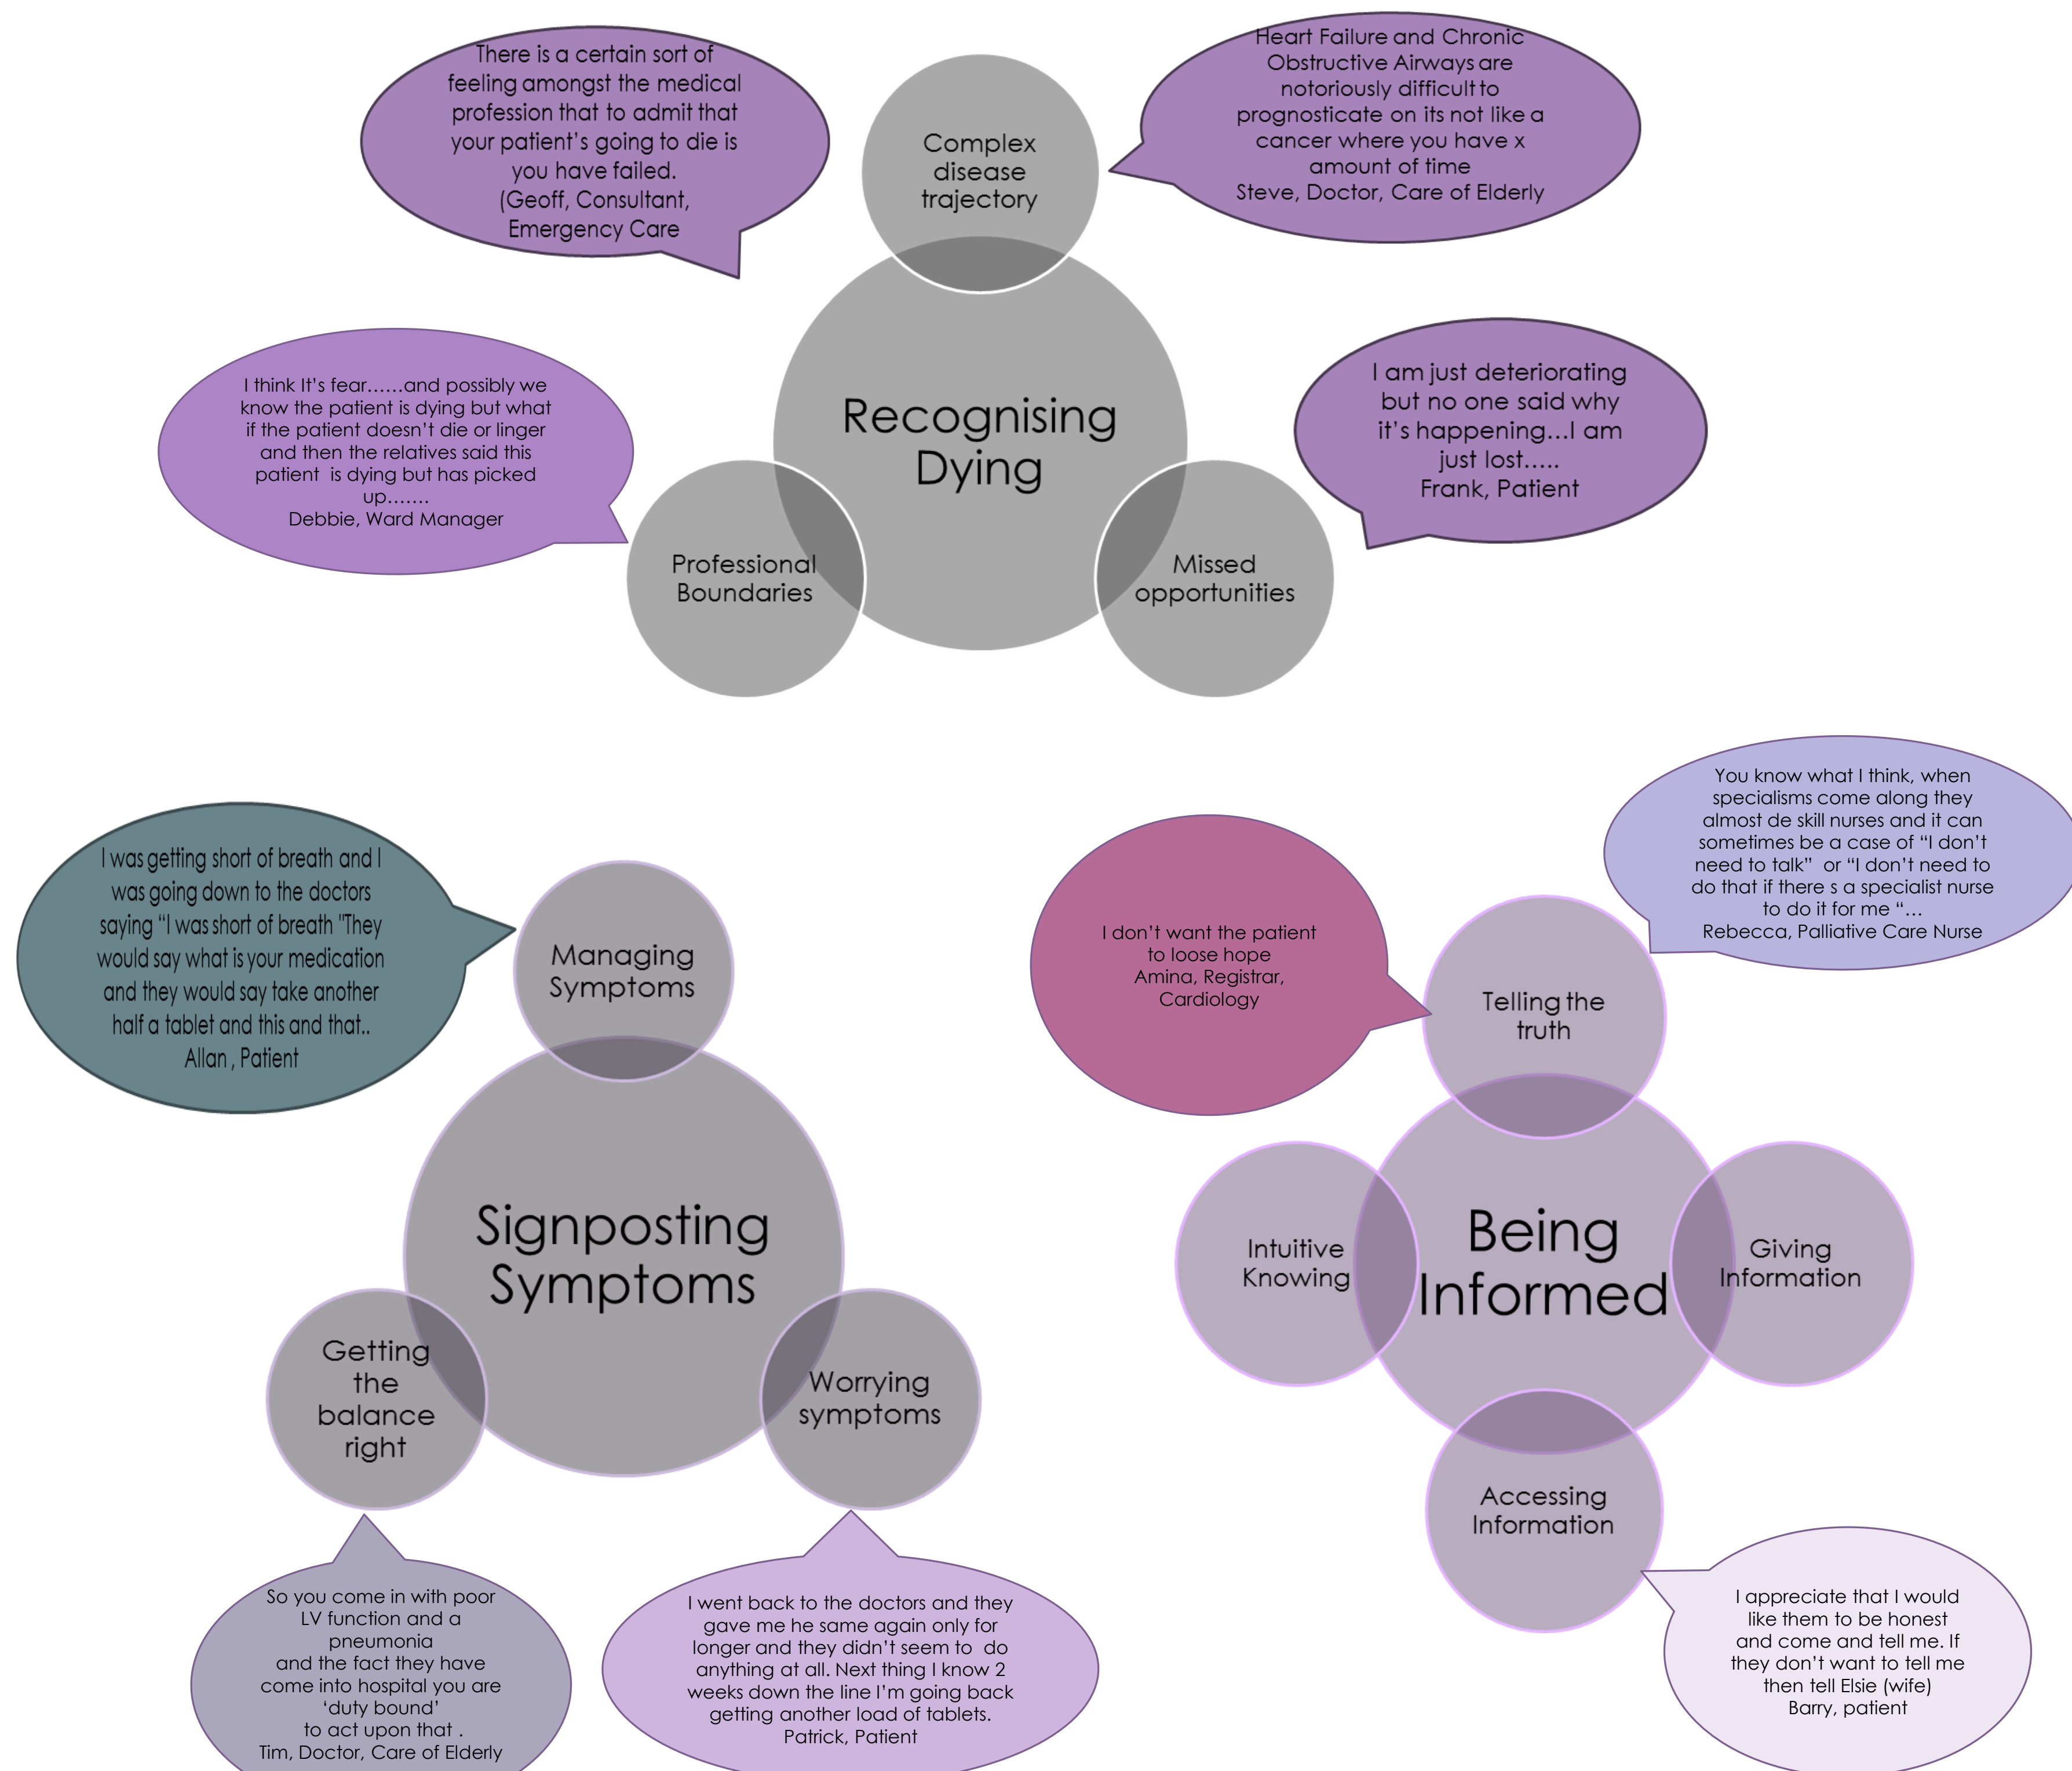 There is a certain sort of
feeling amongst the medical
profession that to admit that
your patient’s going to die is
you have failed.
(Geoff, Consultant,
Emergency Care
Complex
disease
trajectory
Heart Failure and Chronic
Obstructive Airways are
notoriously difficult to
prognosticate on its not like a
cancer where you have x
amount of time
Steve, Doctor, Care of Elderly
I think It’s fear……and possibly we
know the patient is dying but what
if the patient doesn’t die or linger
and then the relatives said this
patient is dying but has picked
up…….
Debbie, Ward Manager
Recognising
Dying
I am just deteriorating
but no one said why
it’s happening…I am
just lost…..
Frank, Patient
Professional
Boundaries
Missed
opportunities
I was getting short of breath and I
was going down to the doctors
saying “I was short of breath "They
would say what is your medication
and they would say take another
half a tablet and this and that..
Allan , Patient
Managing
Symptoms
Signposting
Symptoms
Getting
the
balance
right
Worrying
symptoms
So you come in with poor
LV function and a
pneumonia
and the fact they have
come into hospital you are
‘duty bound’
to act upon that .
Tim, Doctor, Care of Elderly
I went back to the doctors and they
gave me he same again only for
longer and they didn’t seem to do
anything at all. Next thing I know 2
weeks down the line I’m going back
getting another load of tablets.
Patrick, Patient
I don’t want the patient
to loose hope
Amina, Registrar,
Cardiology
You know what I think, when
specialisms come along they
almost de skill nurses and it can
sometimes be a case of “I don’t
need to talk” or “I don’t need to
do that if there s a specialist nurse
to do it for me “…
Rebecca, Palliative Care Nurse
Telling the
truth
Intuitive
Knowing
Being
Informed
Giving
Information
Accessing
Information
I appreciate that I would
like them to be honest
and come and tell me. If
they don’t want to tell me
then tell Elsie (wife)
Barry, patient